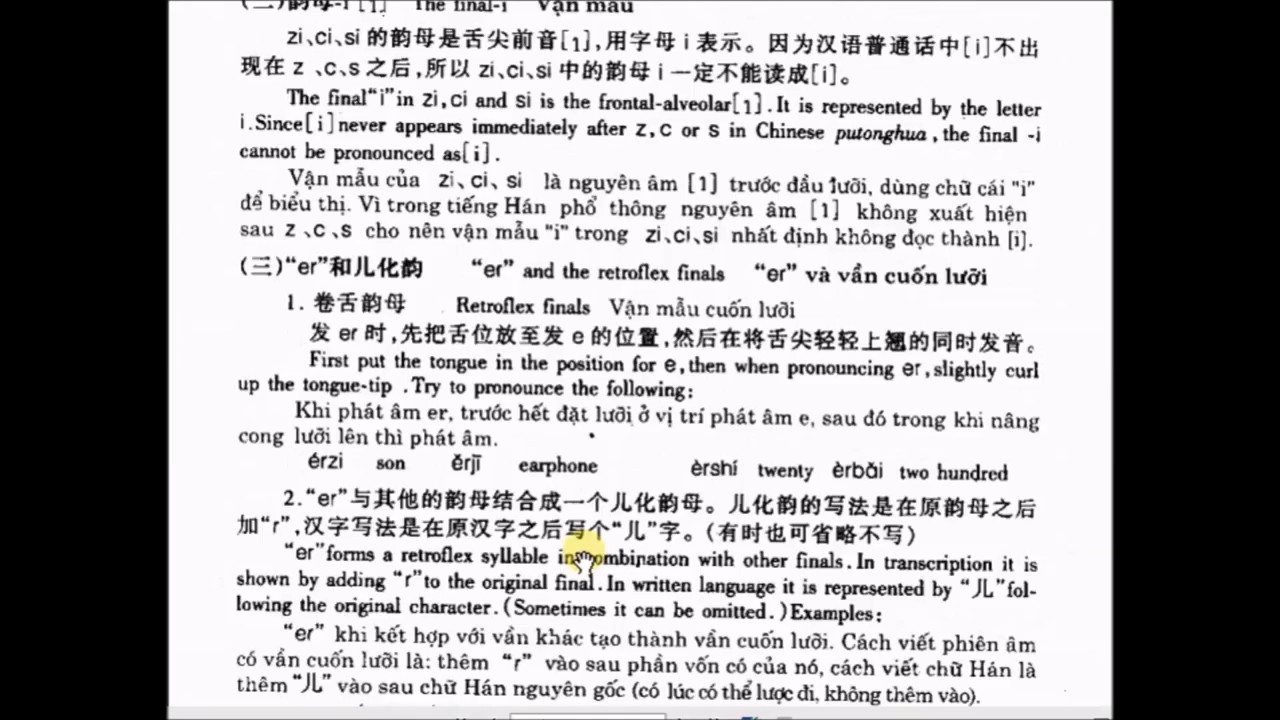 (二)韵母-i [ɿ] The final-i Vận mẫu
zi、ci、si 的韵母是舌尖前音[ɿ],用字母 i 表示。因为汉语普通话中[i]不出
现在 z 、c、s 之后,所以 zi、ci、si 中的韵母 i 一定不能读成[i]。
The final“i”in zi,ci and si is the frontal-alveolar[ɿ].It is represented by the letter
i.Since[i]never appears immediately after z,c or s in Chinese putonghua,the final -i
cannot be pronounced as[i].
Vận mẫu của zi、ci、si là nguyên âm [ɿ] trước đầu lưỡi, dùng chữ cái "i"
để biểu thị. Vì trong tiếng Hán phổ thông nguyên âm [ɿ] không xuất hiện
sau z 、c、s cho nên vận mẫu "i" trong zi、ci、si nhất định không đọc thành [i].
(三)“er”和儿化韵 “er” and the retroflex finals “er” và vần cuốn lưỡi
1. 卷舌韵母 Retroflex finals Vận mẫu cuốn lưỡi
发 er 时,先把舌位放至发 e 的位置,然后在将舌尖轻轻上翘的同时发音。
First put the tongue in the position for e,then when pronouncing er,slightly curl
up the tongue-tip .Try to pronounce the following:
Khi phát âm er, trước hết đặt lưỡi ở vị trí phát âm e, sau đó trong khi nâng
cong lưỡi lên thì phát âm.
érzi son ěrjī earphone èrshí twenty èrbǎi two hundred
2.“er”与其他的韵母结合成一个儿化韵母。儿化韵的写法是在原韵母之后
加“r”,汉字写法是在原汉字之后写个“儿”字。(有时也可省略不写)
“er”forms a retroflex syllable in combination with other finals.In transcription it is
shown by adding “r”to the original final.In written language it is represented by “儿”fol-
lowing the original character.(Sometimes it can be omitted.)Examples:
“er” khi kết hợp với vần khác tạo thành vần cuốn lưỡi. Cách viết phiên âm
có vần cuốn lưỡi là: thêm “r” vào sau phần vốn có của nó, cách viết chữ Hán là
thêm “儿” vào sau chữ Hán nguyên gốc (có lúc có thể lược đi, không thêm vào).